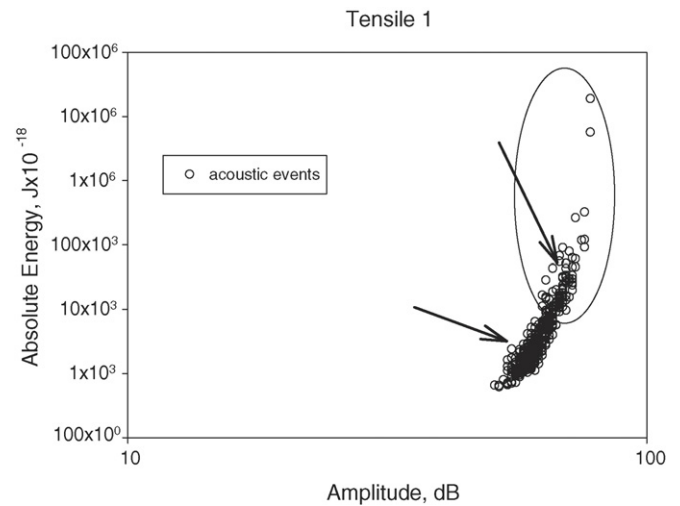 Tensile 1
100x10⁶
10x10⁶
1x10⁶
100x10³
10x10³
1x10³
100x10⁰
Absolute Energy, Jx10 ⁻¹⁸
acoustic events
10
100
Amplitude, dB